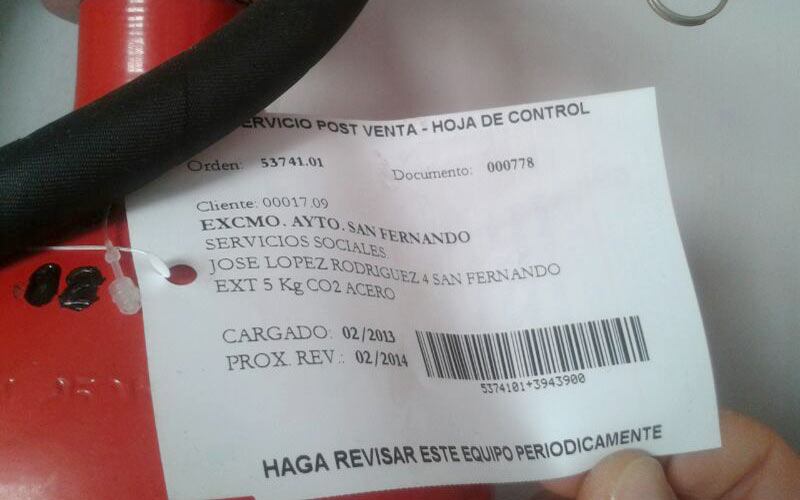 SERVICIO POST VENTA - HOJA DE CONTROL
Orden: 53741.01 Documento: 000778
Cliente: 00017.09
EXCMO. AYTO. SAN FERNANDO
SERVICIOS SOCIALES.
JOSE LOPEZ RODRIGUEZ 4 SAN FERNANDO
EXT 5 Kg CO2 ACERO
CARGADO: 02/2013
PROX. REV.: 02/2014
5374101+3943900
HAGA REVISAR ESTE EQUIPO PERIODICAMENTE